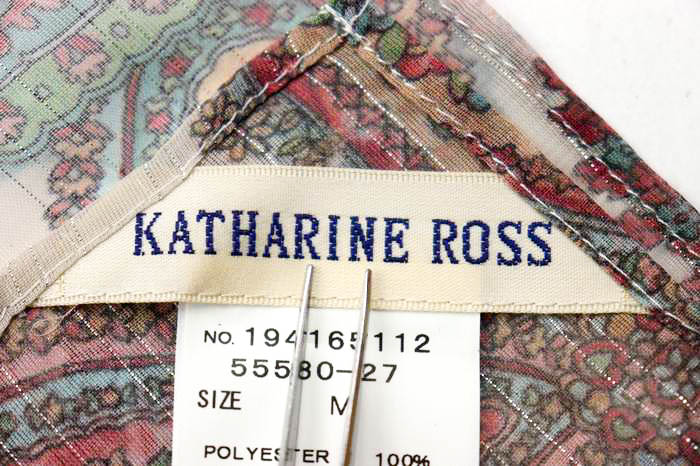 KATHARINE ROSS
NO. 194165112
55580-27
SIZE M
POLYESTER 100%